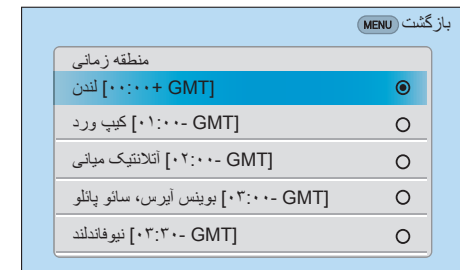 بازگشت MENU
منطقه زمانی
[GMT +۰۰:۰۰] لندن
[GMT -۰۱:۰۰] کیپ ورد
[GMT -۰۲:۰۰] آتلانتیک میانی
[GMT -۰۳:۰۰] بوینس آیرس، سائو پائلو
[GMT -۰۳:۳۰] نیوفاندلند